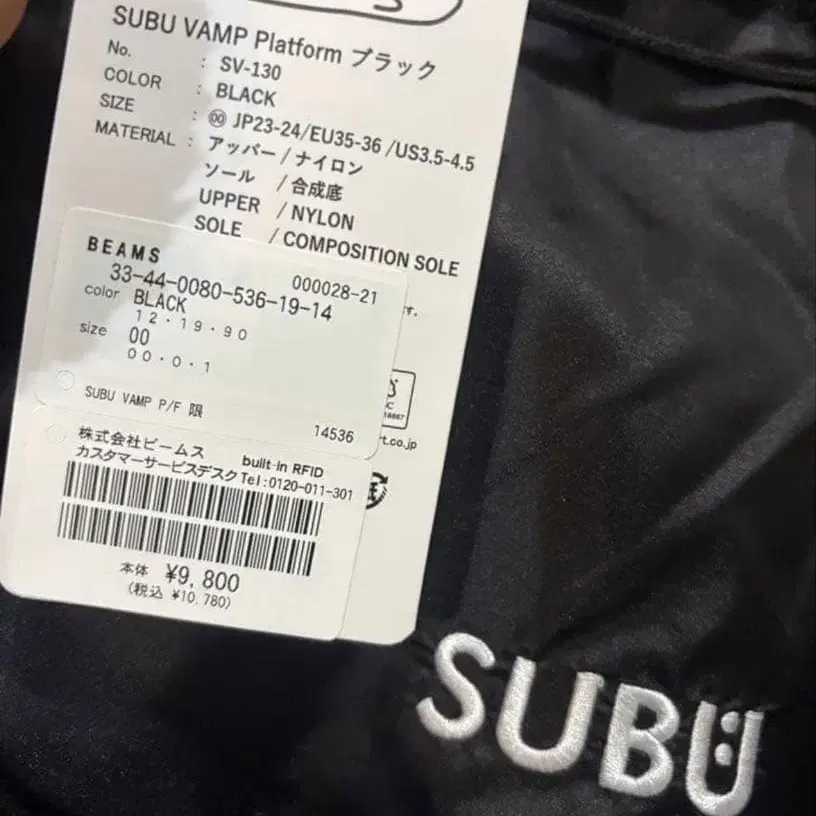 SUBU VAMP Platform ブラック
No. : SV-130
COLOR : BLACK
SIZE : 00 JP23-24/EU35-36 /US3.5-4.5
MATERIAL : アッパー/ナイロン
ソール /合成底
UPPER /NYLON
SOLE /COMPOSITION SOLE
BEAMS
000028-21
33-44-0080-536-19-14
color BLACK
12・19・90
size 00
00・0・1
SUBU VAMP P/F 限
14536
t.co.jp
株式会社ビームス
カスタマーサービスデスク Tel:0120-011-301
built-in RFID
本体 ¥9,800
(税込 ¥10,780)
SUBU